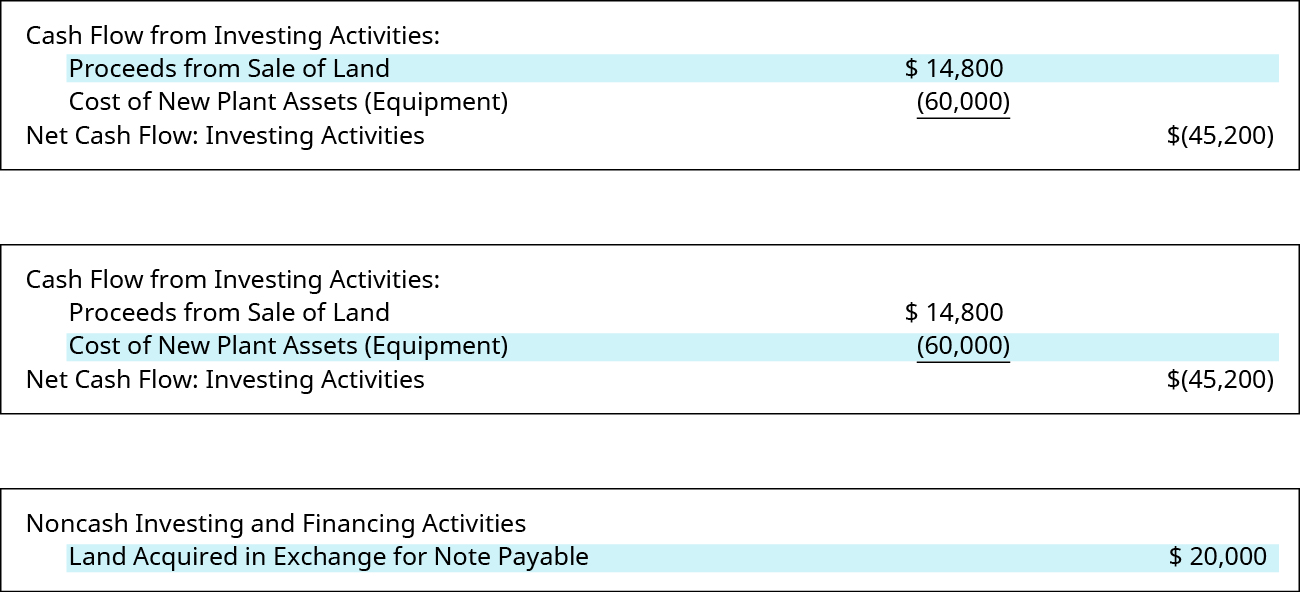 Cash Flow from Investing Activities:
Proceeds from Sale of Land $ 14,800
Cost of New Plant Assets (Equipment) (60,000)
Net Cash Flow: Investing Activities $(45,200)
Cash Flow from Investing Activities:
Proceeds from Sale of Land $ 14,800
Cost of New Plant Assets (Equipment) (60,000)
Net Cash Flow: Investing Activities $(45,200)
Noncash Investing and Financing Activities
Land Acquired in Exchange for Note Payable $ 20,000